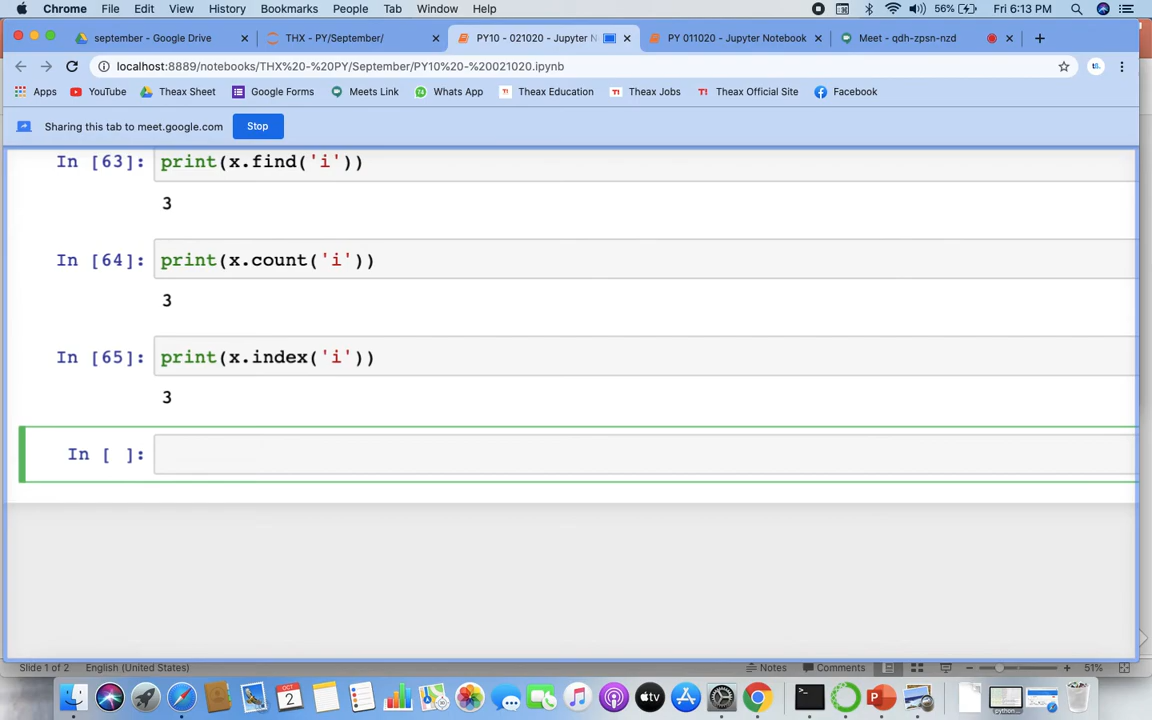 Chrome File Edit View History Bookmarks People Tab Window Help 56% Fri 6:13 PM
september - Google Drive THX - PY/September/ PY10 - 021020 - Jupyter N PY 011020 - Jupyter Notebook Meet - qdh-zpsn-nzd
localhost:8889/notebooks/THX%20-%20PY/September/PY10%20-%20021020.ipynb
Apps YouTube Theax Sheet Google Forms Meets Link Whats App Theax Education Theax Jobs Theax Official Site Facebook
Sharing this tab to meet.google.com Stop
In [63]: print(x.find('i'))
3
In [64]: print(x.count('i'))
3
In [65]: print(x.index('i'))
3
In [ ]:
Slide 1 of 2 English (United States) Notes Comments 51%